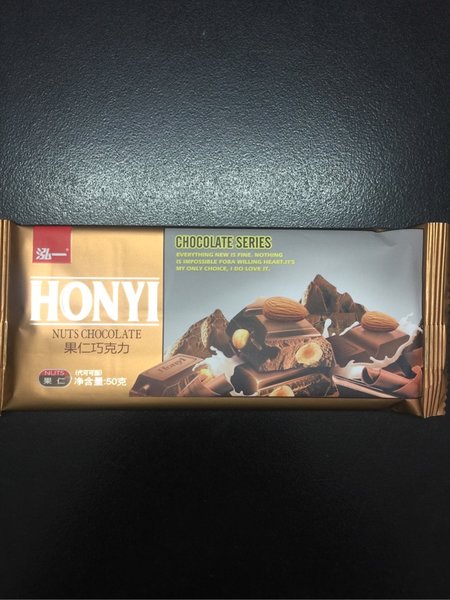 泓一
HONYI
NUTS CHOCOLATE
果仁巧克力
NUTS
果仁
(代可可脂)
净含量:50克
CHOCOLATE SERIES
EVERYTHING NEW IS FINE. NOTHING
IS IMPOSSIBLE FORA WILLING HEART.IT'S
MY ONLY CHOICE, I DO LOVE IT.
Honyi